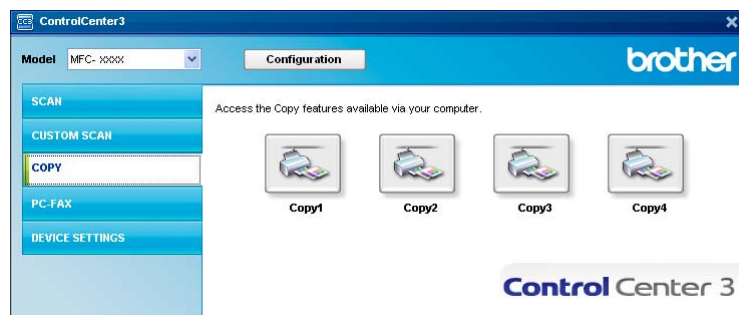 ControlCenter3
Model MFC- XXXX Configuration brother
SCAN
Access the Copy features available via your computer.
CUSTOM SCAN
COPY
PC-FAX
Copy1 Copy2 Copy3 Copy4
DEVICE SETTINGS
Control Center 3